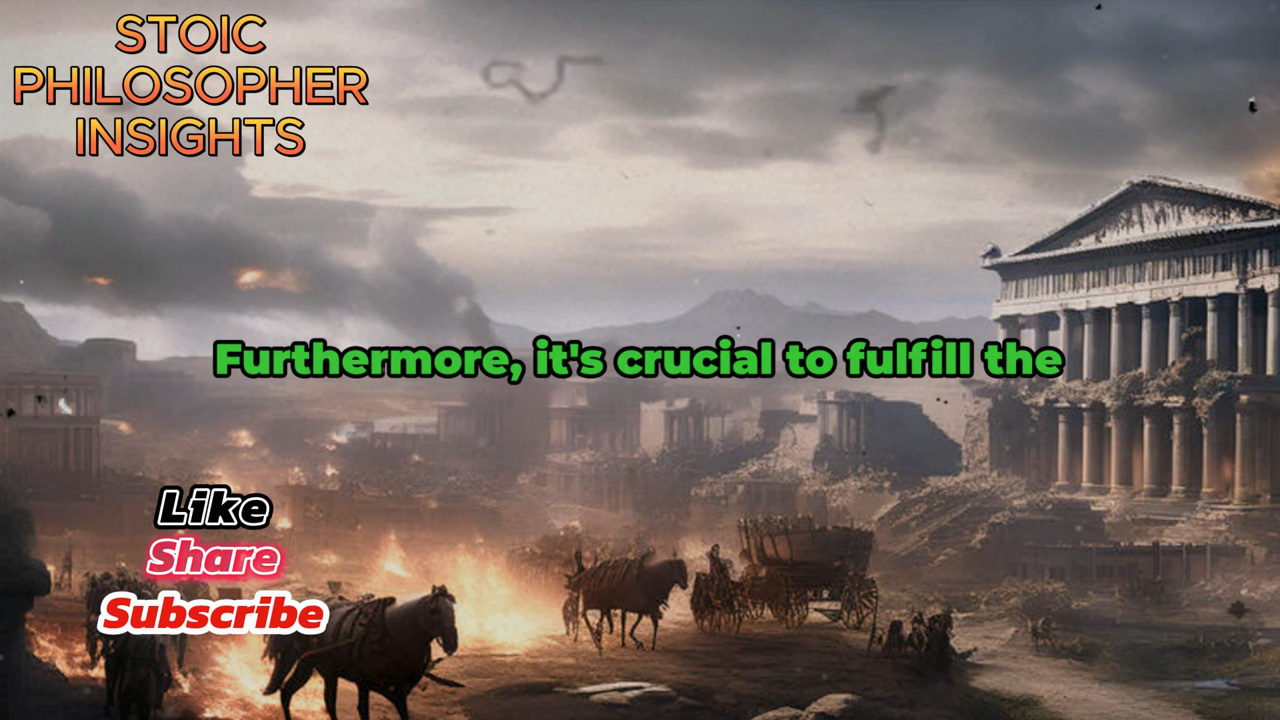 STOIC
PHILOSOPHER
INSIGHTS
Furthermore, it's crucial to fulfill the
Like
Share
Subscribe